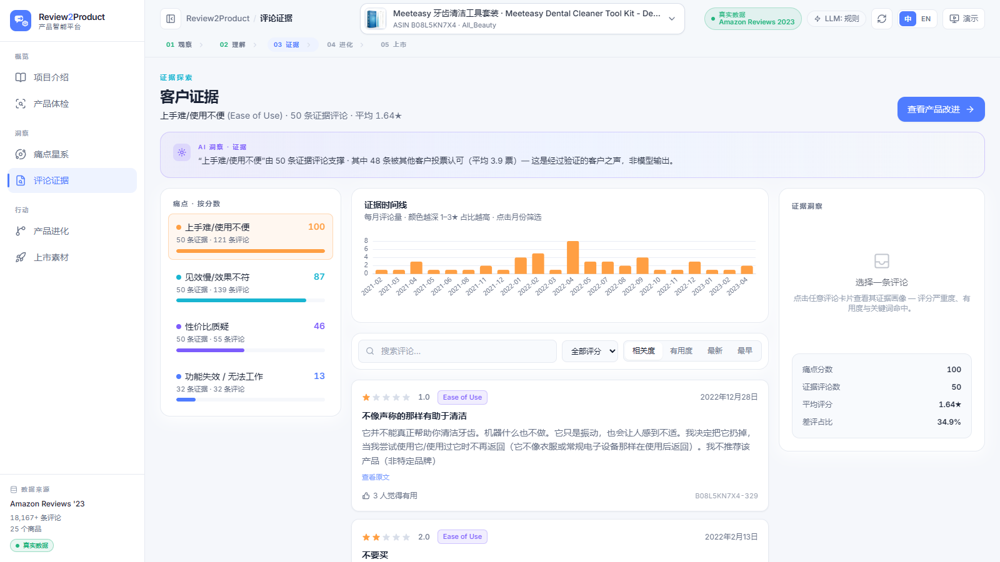 Review2Product
产品智能平台
概览
项目介绍
产品体检
洞察
痛点星系
评论证据
行动
产品进化
上市素材
数据来源
Amazon Reviews '23
18,167+ 条评论
25 个商品
真实数据
Review2Product / 评论证据
Meeteasy 牙齿清洁工具套装 · Meeteasy Dental Cleaner Tool Kit - De...
ASIN B08L5KN7X4 · All_Beauty
真实数据
Amazon Reviews 2023
LLM: 规则
中 EN
演示
01 观察
02 理解
03 证据
04 进化
05 上市
证据探索
客户证据
上手难/使用不便 (Ease of Use) · 50 条证据评论 · 平均 1.64★
查看产品改进
AI 洞察 · 证据
“上手难/使用不便”由 50 条证据评论支撑 · 其中 48 条被其他客户投票认可（平均 3.9 票）— 这是经过验证的客户之声，非模型输出。
痛点 · 按分数
上手难/使用不便 100
50 条证据 · 121 条评论
见效慢/效果不符 87
50 条证据 · 139 条评论
性价比质疑 46
50 条证据 · 55 条评论
功能失效 / 无法工作 13
32 条证据 · 32 条评论
证据时间线
每月评论量 · 颜色越深 1–3★ 占比越高 · 点击月份筛选
8
6
4
2
0
2021-02 2021-03 2021-04 2021-05 2021-06 2021-08 2021-11 2021-12 2022-01 2022-02 2022-03 2022-04 2022-05 2022-07 2022-08 2022-09 2022-10 2022-11 2022-12 2023-01 2023-02 2023-04
搜索评论...
全部评分
相关度 有用度 最新 最早
1.0 Ease of Use 2022年12月28日
不像声称的那样有助于清洁
它并不能真正帮助你清洁牙齿。机器什么也不做。它只是振动，也会让人感到不适。我决定把它扔掉，
当我尝试使用它/使用过它时不再返回（它不像衣服或常规电子设备那样在使用后返回）。我不推荐该
产品（非特定品牌）
查看原文
3 人觉得有用 B08L5KN7X4-329
2.0 Ease of Use 2022年2月13日
不要买
证据洞察
选择一条评论
点击任意评论卡片查看其证据画像 — 评分严重度、有
用度与关键词命中。
痛点分数 100
证据评论数 50
平均评分 1.64★
差评占比 34.9%